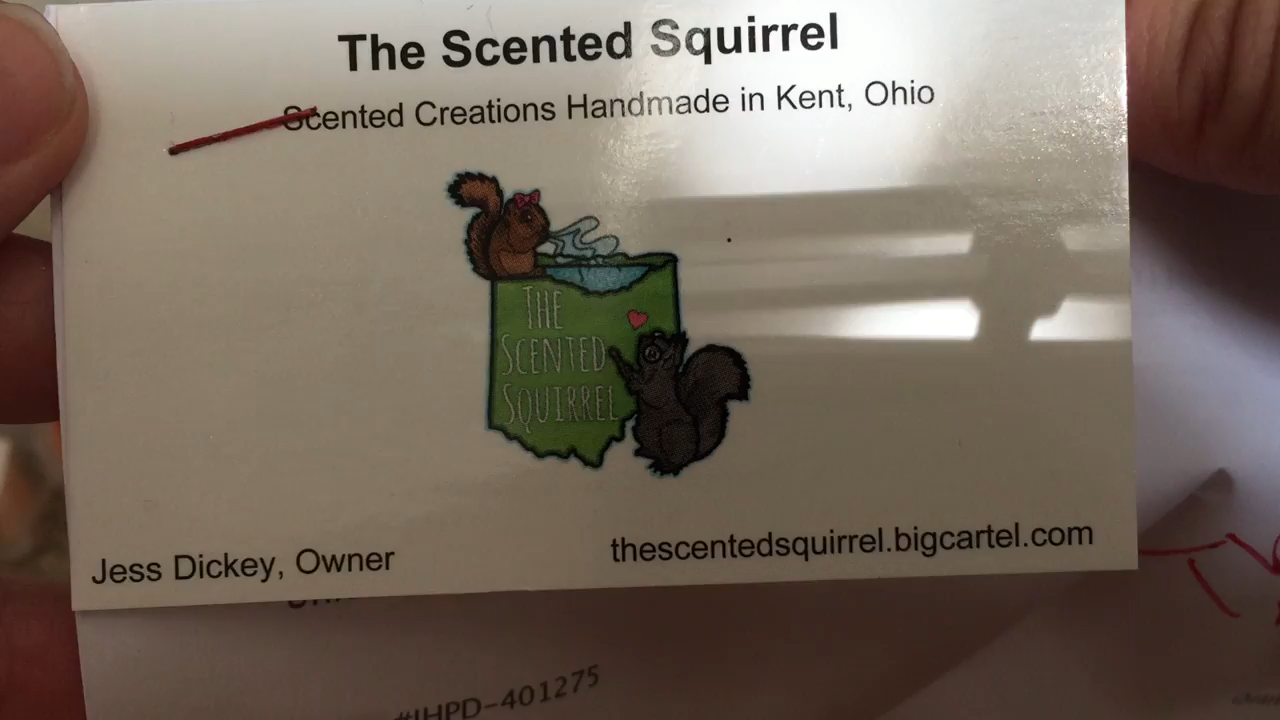 The Scented Squirrel
Scented Creations Handmade in Kent, Ohio
THE
SCENTED
SQUIRREL
Jess Dickey, Owner
thescentedsquirrel.bigcartel.com
#JHPD-401275